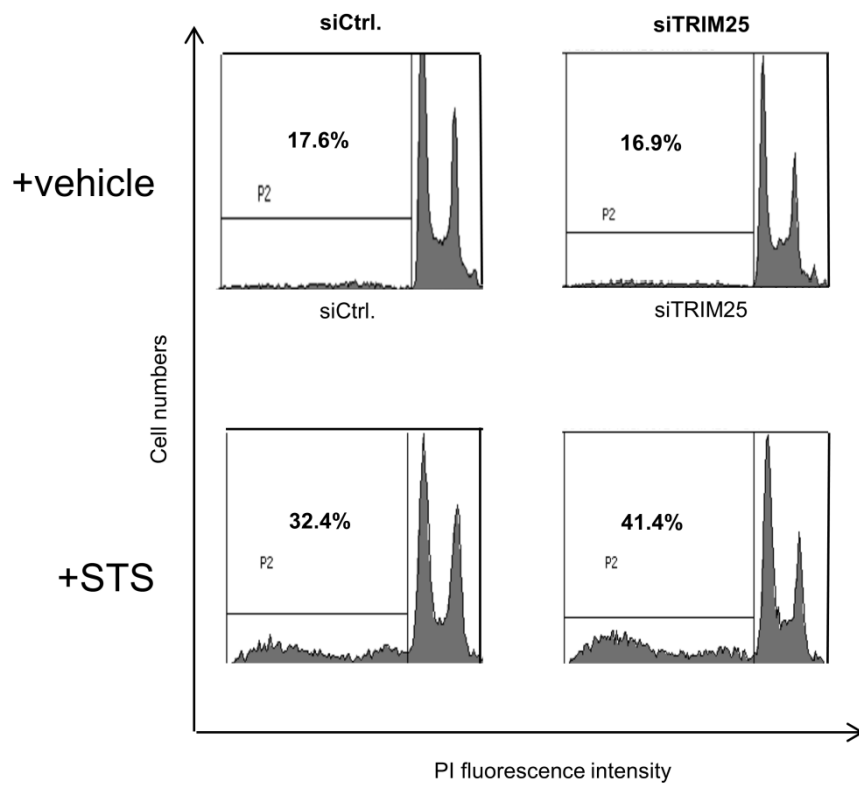 siCtrl. siTRIM25
+vehicle
17.6% 16.9%
P2 P2
siCtrl. siTRIM25
Cell numbers
+STS
32.4% 41.4%
P2 P2
PI fluorescence intensity